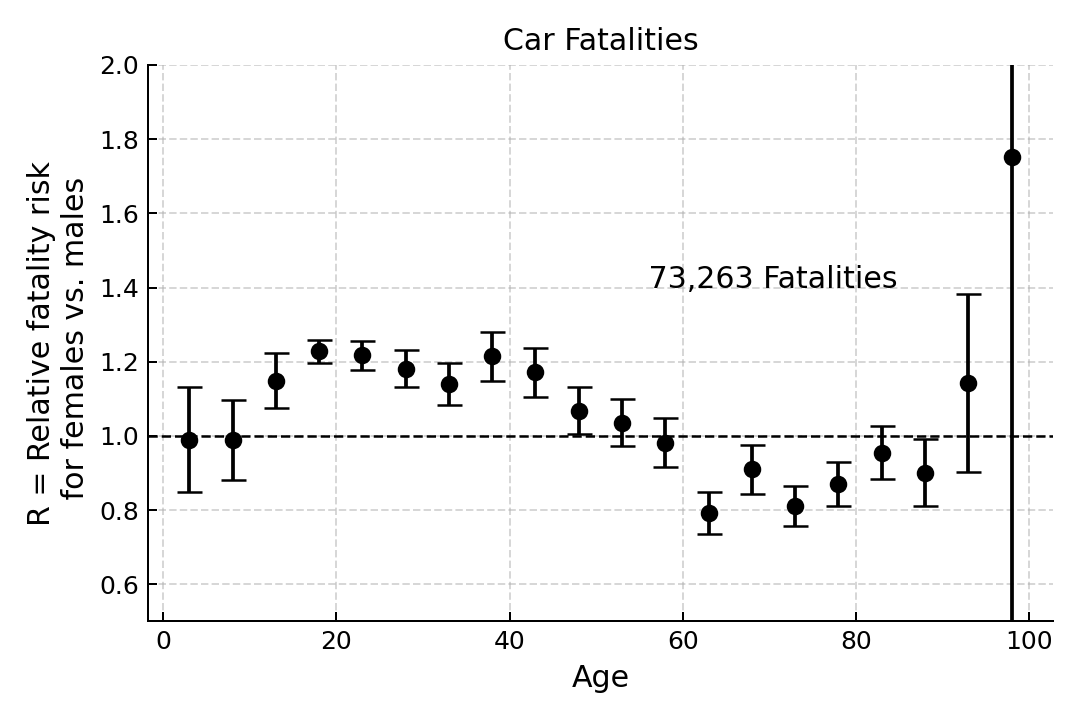 Car Fatalities
R = Relative fatality risk
for females vs. males
2.0
1.8
1.6
1.4
1.2
1.0
0.8
0.6
73,263 Fatalities
0 20 40 60 80 100
Age